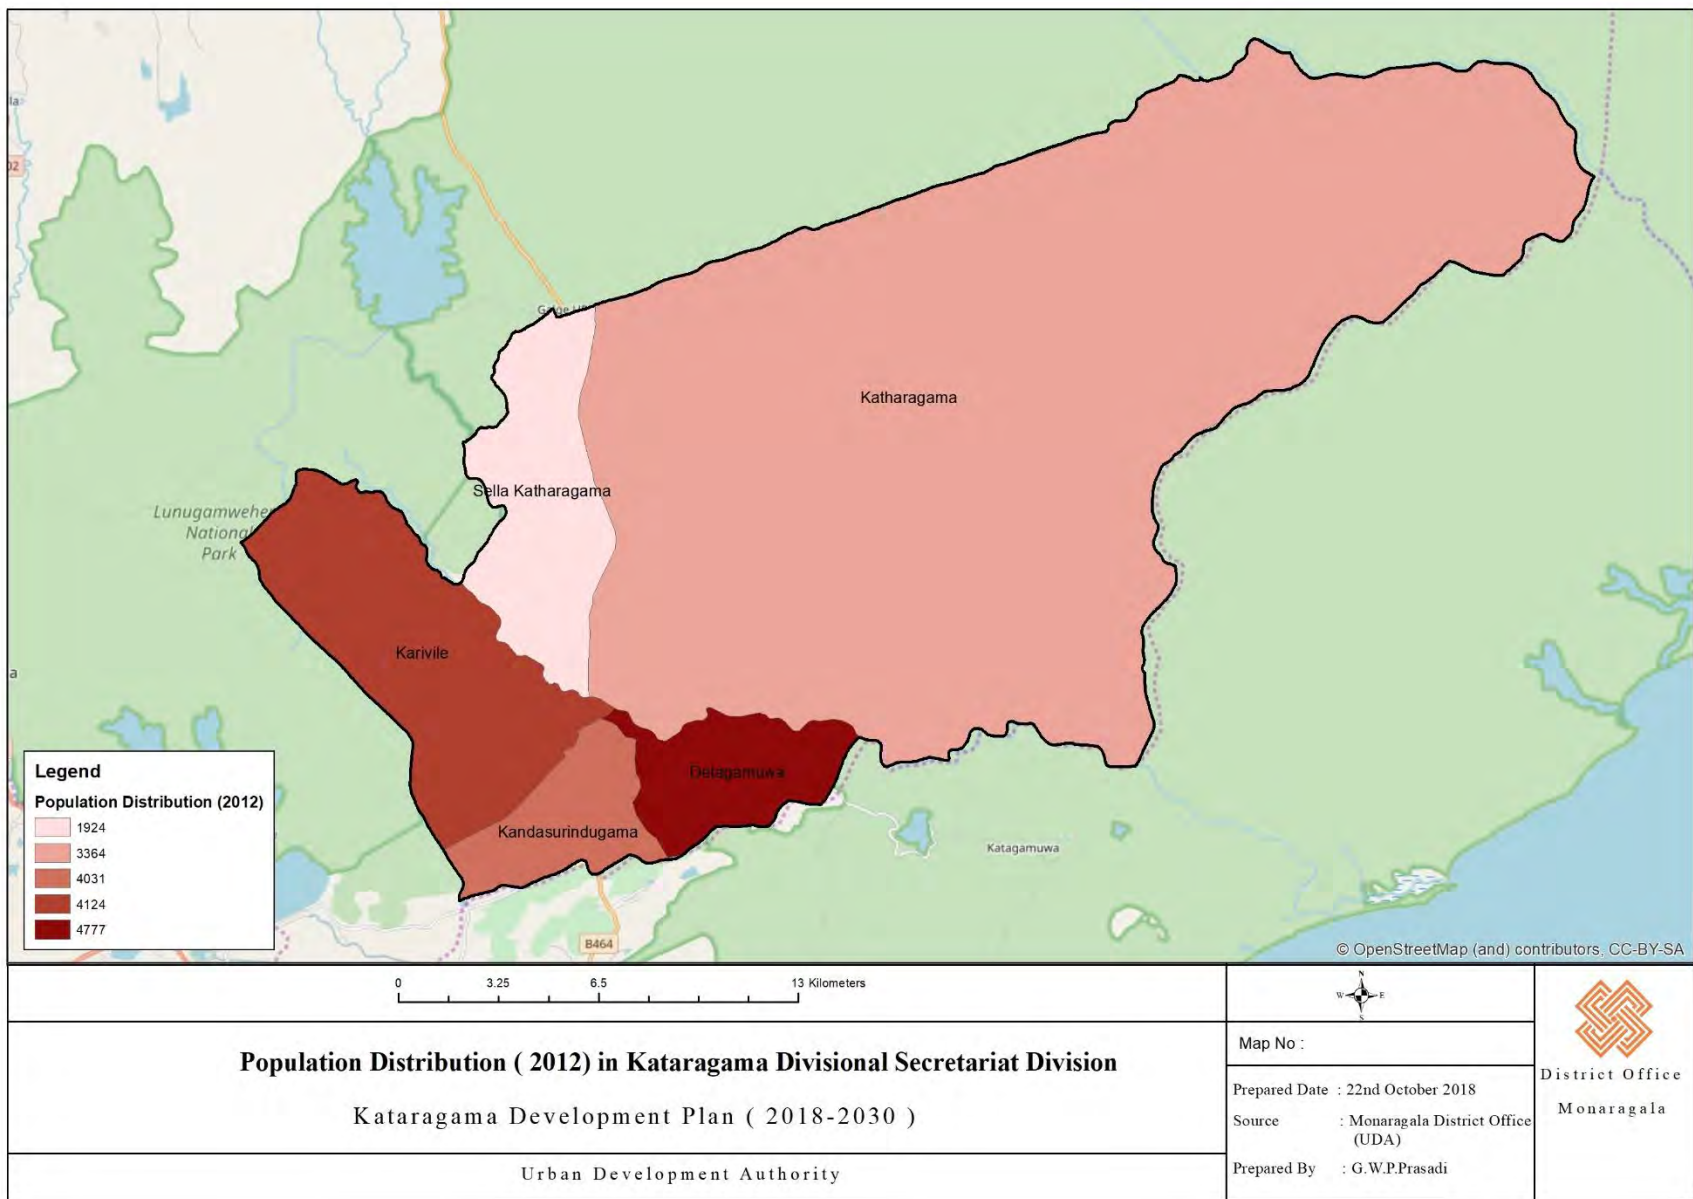 02
Galge
Katharagama
Sella Katharagama
Lunugamwehe
National
Park
Karivile
a
Detagamuwa
Kandasurindugama
Katagamuwa
B464
Legend
Population Distribution (2012)
1924
3364
4031
4124
4777
© OpenStreetMap (and) contributors, CC-BY-SA
0 3.25 6.5 13 Kilometers
N
W E
S
Population Distribution ( 2012) in Kataragama Divisional Secretariat Division
Kataragama Development Plan ( 2018-2030 )
Urban Development Authority
Map No :
Prepared Date : 22nd October 2018
Source : Monaragala District Office
(UDA)
Prepared By : G.W.P.Prasadi
District Office
Monaragala